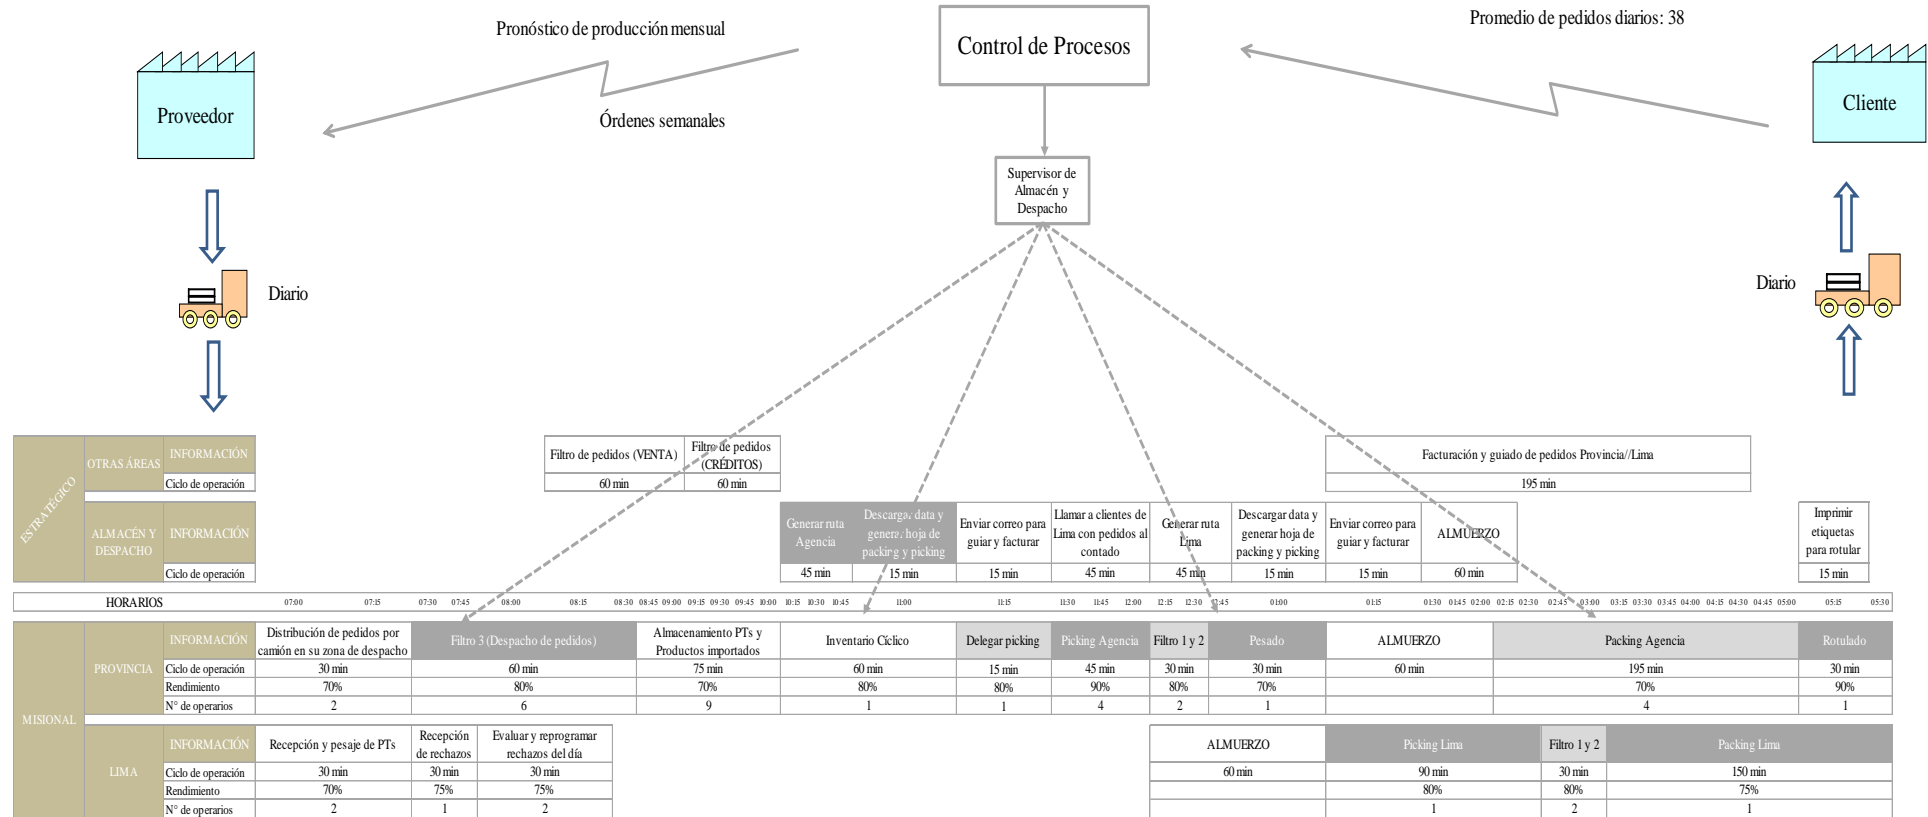 Pronóstico de producción mensual
Control de Procesos
Promedio de pedidos diarios: 38
Proveedor
Órdenes semanales
Cliente
Supervisor de
Almacén y
Despacho
Diario
Diario
ESTRATÉGICO
OTRAS ÁREAS
INFORMACIÓN
Filtro de pedidos (VENTA)
Filtro de pedidos
(CRÉDITOS)
Facturación y guiado de pedidos Provincia//Lima
Ciclo de operación
60 min
60 min
195 min
ALMACÉN Y
DESPACHO
INFORMACIÓN
Generar ruta
Agencia
Descargar data y
generar hoja de
packing y picking
Enviar correo para
guiar y facturar
Llamar a clientes de
Lima con pedidos al
contado
Generar ruta
Lima
Descargar data y
generar hoja de
packing y picking
Enviar correo para
guiar y facturar
ALMUERZO
Imprimir
etiquetas
para rotular
Ciclo de operación
45 min
15 min
15 min
45 min
45 min
15 min
15 min
60 min
15 min
HORARIOS
07:00 07:15 07:30 07:45 08:00 08:15 08:30 08:45 09:00 09:15 09:30 09:45 10:00 10:15 10:30 10:45 11:00 11:15 11:30 11:45 12:00 12:15 12:30 12:45 01:00 01:15 01:30 01:45 02:00 02:15 02:30 02:45 03:00 03:15 03:30 03:45 04:00 04:15 04:30 04:45 05:00 05:15 05:30
MISIONAL
PROVINCIA
INFORMACIÓN
Distribución de pedidos por
camión en su zona de despacho
Filtro 3 (Despacho de pedidos)
Almacenamiento PTs y
Productos importados
Inventario Cíclico
Delegar picking
Picking Agencia
Filtro 1 y 2
Pesado
ALMUERZO
Packing Agencia
Rotulado
Ciclo de operación
30 min
60 min
75 min
60 min
15 min
45 min
30 min
30 min
60 min
195 min
30 min
Rendimiento
70%
80%
70%
80%
80%
90%
80%
70%
70%
90%
N° de operarios
2
6
9
1
1
4
2
1
4
1
LIMA
INFORMACIÓN
Recepción y pesaje de PTs
Recepción
de rechazos
Evaluar y reprogramar
rechazos del día
ALMUERZO
Picking Lima
Filtro 1 y 2
Packing Lima
Ciclo de operación
30 min
30 min
30 min
60 min
90 min
30 min
150 min
Rendimiento
70%
75%
75%
80%
80%
75%
N° de operarios
2
1
2
1
2
1